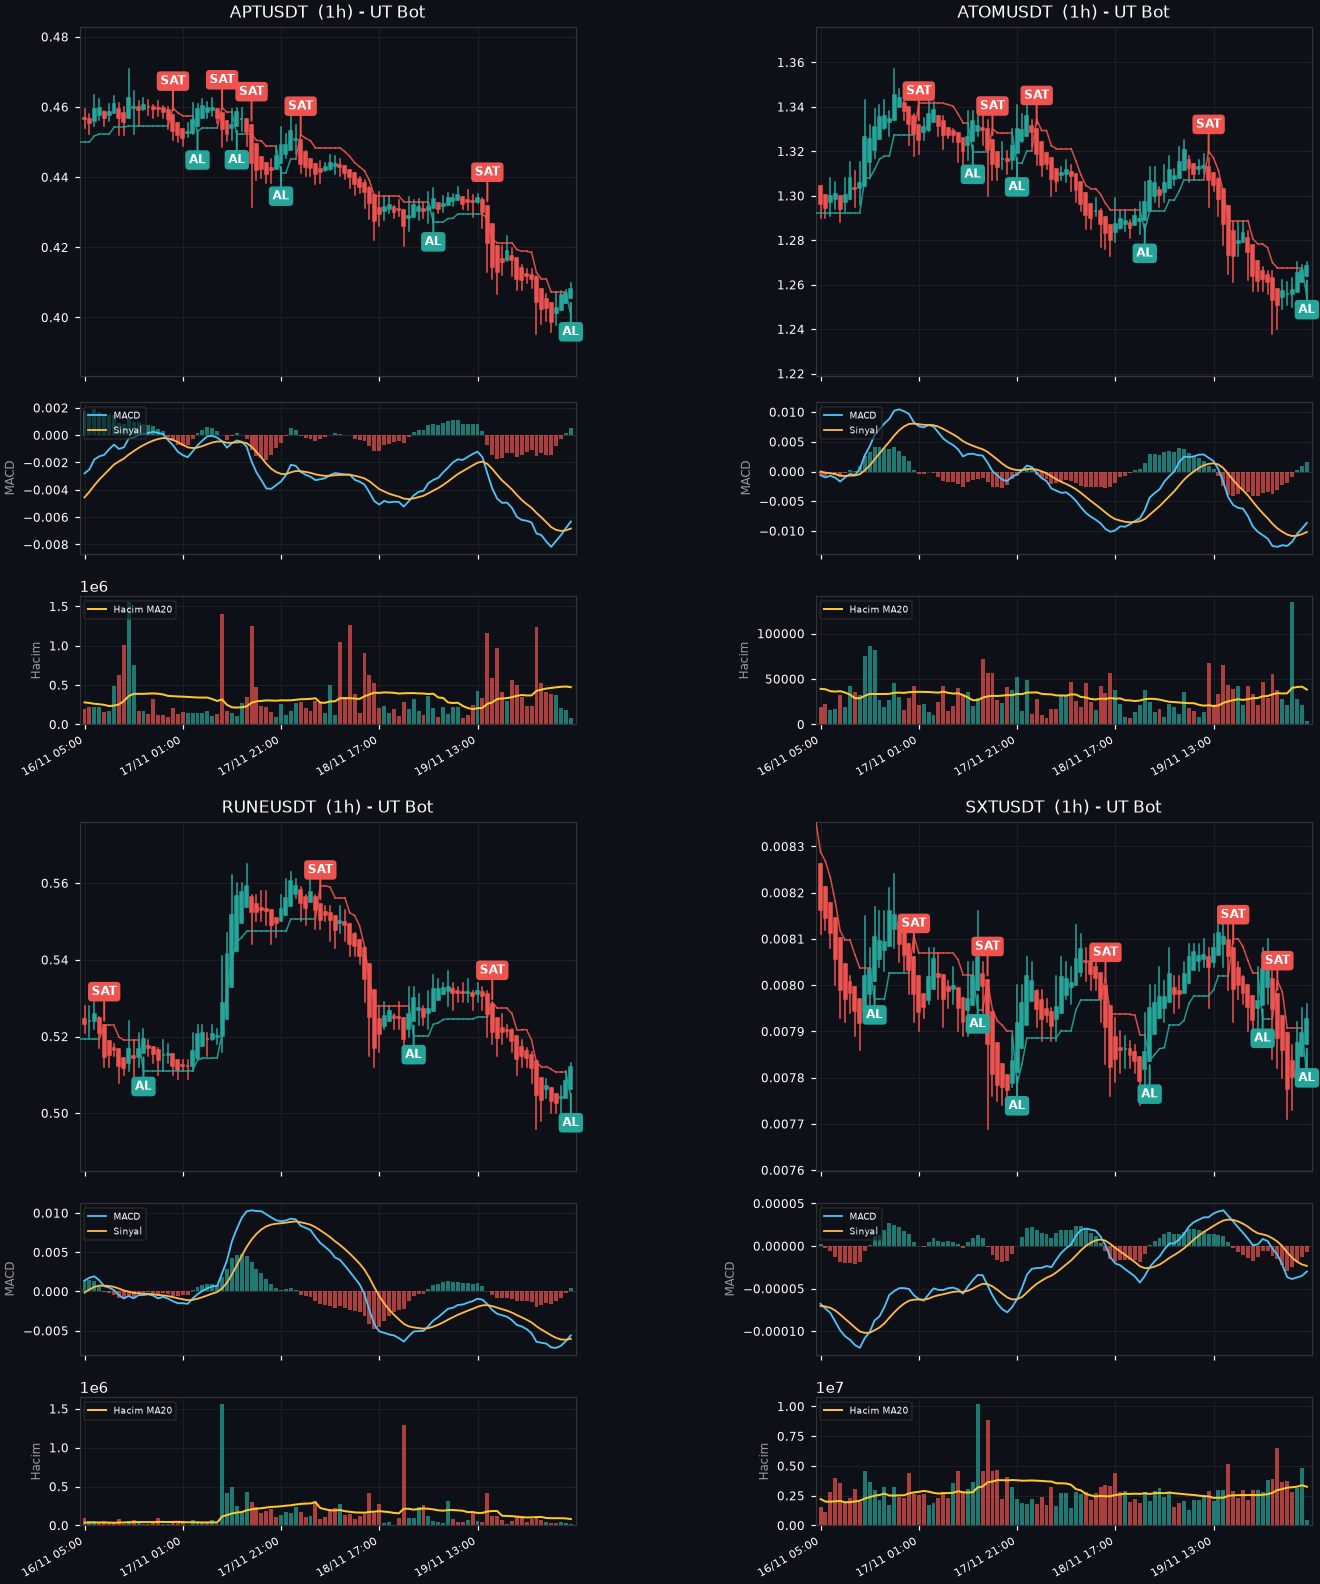 APTUSDT  (1h) - UT Bot
0.48
0.46
0.44
0.42
0.40
SAT
SAT
SAT
SAT
SAT
AL
AL
AL
AL
AL
MACD
0.002
0.000
−0.002
−0.004
−0.006
−0.008
MACD
Sinyal
1e6
Hacim
1.5
1.0
0.5
0.0
Hacim MA20
16/11 05:00
17/11 01:00
17/11 21:00
18/11 17:00
19/11 13:00
ATOMUSDT  (1h) - UT Bot
1.36
1.34
1.32
1.30
1.28
1.26
1.24
1.22
SAT
SAT
SAT
SAT
AL
AL
AL
AL
MACD
0.010
0.005
0.000
−0.005
−0.010
MACD
Sinyal
Hacim
100000
50000
0
Hacim MA20
16/11 05:00
17/11 01:00
17/11 21:00
18/11 17:00
19/11 13:00
RUNEUSDT  (1h) - UT Bot
0.56
0.54
0.52
0.50
SAT
SAT
SAT
AL
AL
AL
MACD
0.010
0.005
0.000
−0.005
MACD
Sinyal
1e6
Hacim
1.5
1.0
0.5
0.0
Hacim MA20
16/11 05:00
17/11 01:00
17/11 21:00
18/11 17:00
19/11 13:00
SXTUSDT  (1h) - UT Bot
0.0083
0.0082
0.0081
0.0080
0.0079
0.0078
0.0077
0.0076
SAT
SAT
SAT
SAT
SAT
AL
AL
AL
AL
AL
AL
MACD
0.00005
0.00000
−0.00005
−0.00010
MACD
Sinyal
1e7
Hacim
1.00
0.75
0.50
0.25
0.00
Hacim MA20
16/11 05:00
17/11 01:00
17/11 21:00
18/11 17:00
19/11 13:00